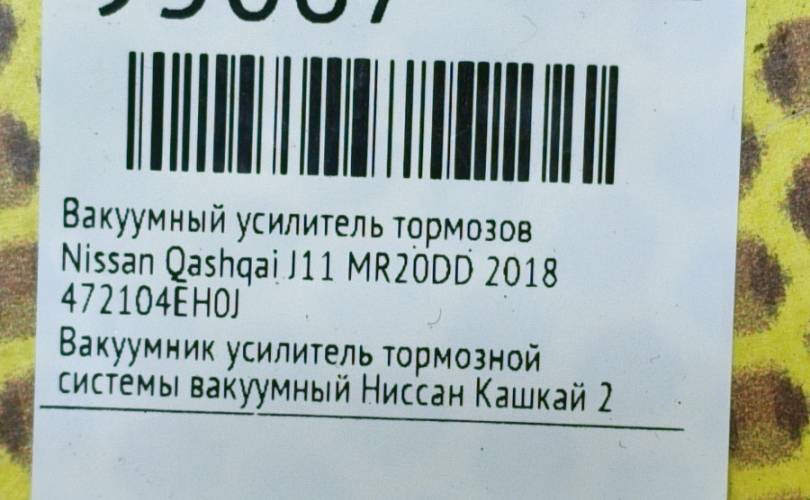 Вакуумный усилитель тормозов
Nissan Qashqai J11 MR20DD 2018
472104EH0J
Вакуумник усилитель тормозной
системы вакуумный Ниссан Кашкай 2